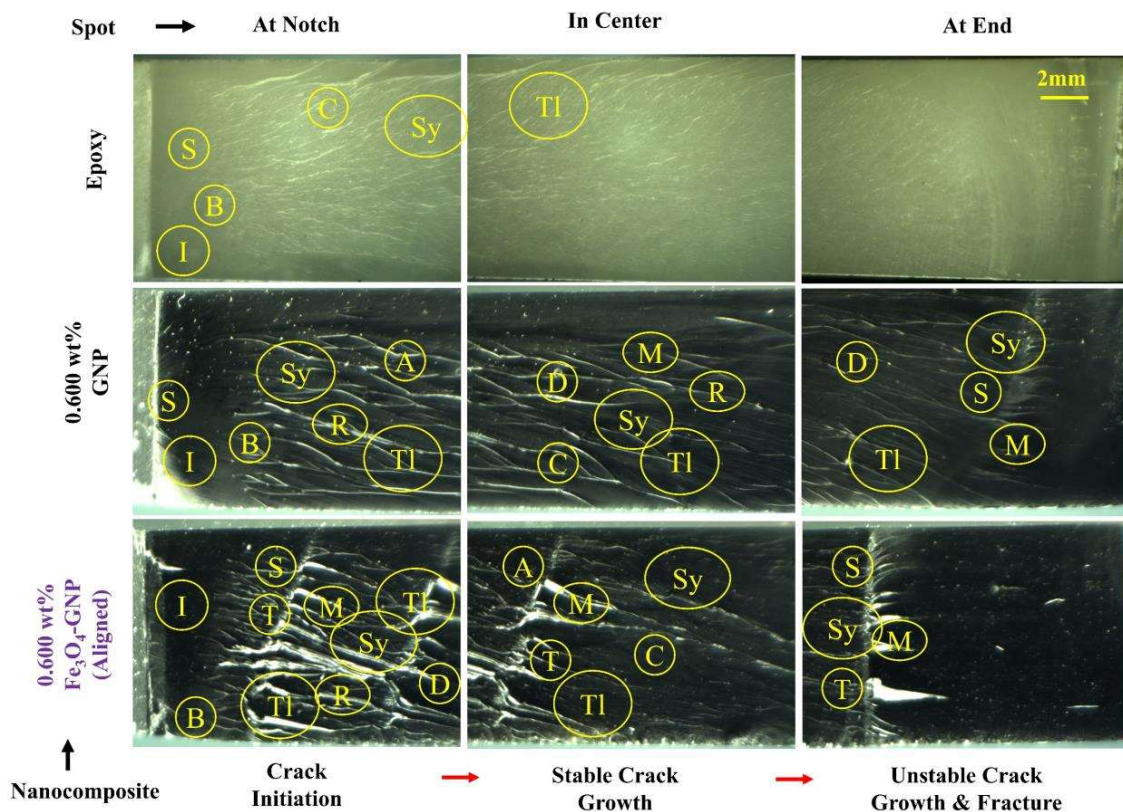 Spot → At Notch In Center At End
Epoxy
C Sy S B I
Tl
2mm
0.600 wt%
GNP
A Sy S R B I Tl
M D R Sy C Tl
Sy D S M Tl
0.600 wt%
Fe₃O₄-GNP
(Aligned)
S I T M Tl Sy D R Tl B
A Sy M T C Tl
S Sy M T
Nanocomposite
Crack
Initiation
→
Stable Crack
Growth
→
Unstable Crack
Growth & Fracture